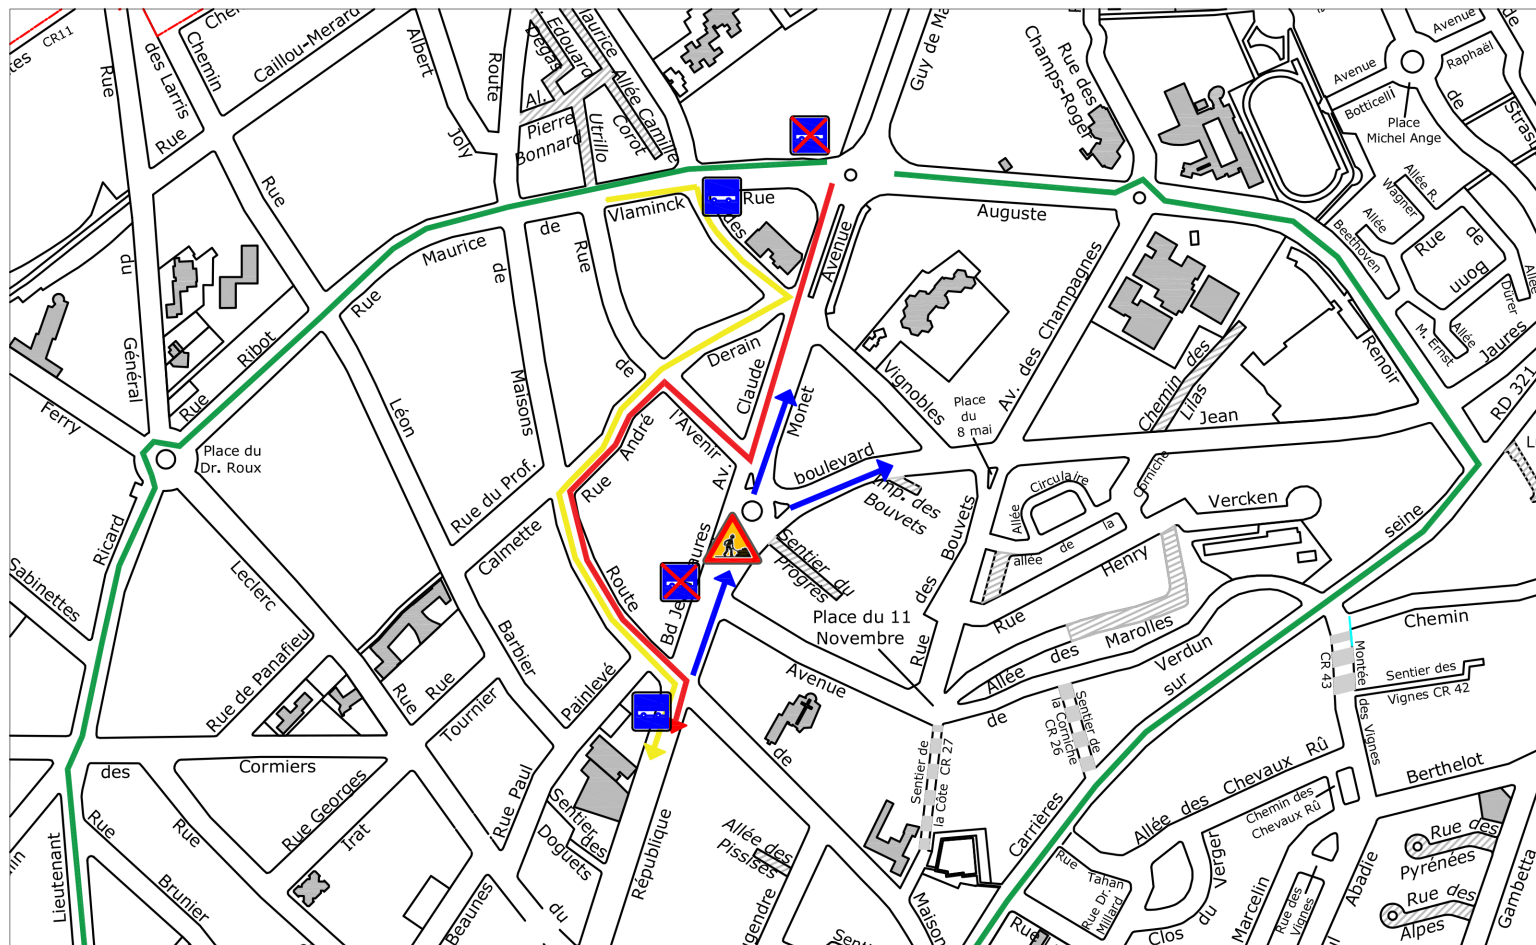 CR11
des Larris
Chemin
Caillou-Merard
Albert
Joly
Route
Rue
Rue
Rue
Edouard
Degas
Maurice
Utrillo
Allée Camille
Corot
Al.
Pierre
Bonnard
Guy de Ma
Rue des
Champs-Roger
Avenue
Raphaël
Avenue
de
Botticelli
Place
Michel Ange
Allée R.
Wagner
Allée
Beethoven
Rue
de
Bonn
Dürer
Allée
M. Ernst
Allée
Jaurès
RD 321
Vlaminck
Rue
des
de
Rue
Maurice
de
Rue
Auguste
Avenue
du
Général
Ribot
Rue
Ferry
Place du
Dr. Roux
Maisons
Léon
de
Derain
Claude
Monet
Vignobles
Av. des Champagnes
Chemin des
Lilas
Renoir
Jean
Place
du
8 mai
André
l'Avenir
Av.
Rue
boulevard
Imp. des
Bouvets
Circulaire
Allée
Corniche
la
de
allée
Vercken
seine
Henry
Rue
Bouvets
des
Rue
Rue du Prof.
Calmette
Ricard
Sabinettes
Leclerc
Route
Bd Je
aures
Sentier du
Progrès
Place du 11
Novembre
Marolles
des
Allée
Verdun
sur
de
Avenue
Chemin
Montée
CR 43
Sentier des
Vignes CR 42
des Vignes
Rue de Panafieu
Rue
Rue
Tournier
Barbier
Painlevé
Sentier de
la Corniche
CR 26
Sentier de
la Côte CR 27
de
Berthelot
des
Cormiers
Rue Georges
Irat
Rue Paul
Sentier
des
Doguets
du
République
Allée des
Pissises
Carrières
Allée des Chevaux Rû
Chemin des
Chevaux Rû
Rue des
Pyrénées
Rue des
Alpes
Gambetta
Abadie
Marcelin
Rue des
Vignes
Verger
du
Clos
Rue
Tahan
Rue Dr.
Millard
Rue
Maison
Lieutenant
Rue
Rue
Brunier
Beaunes